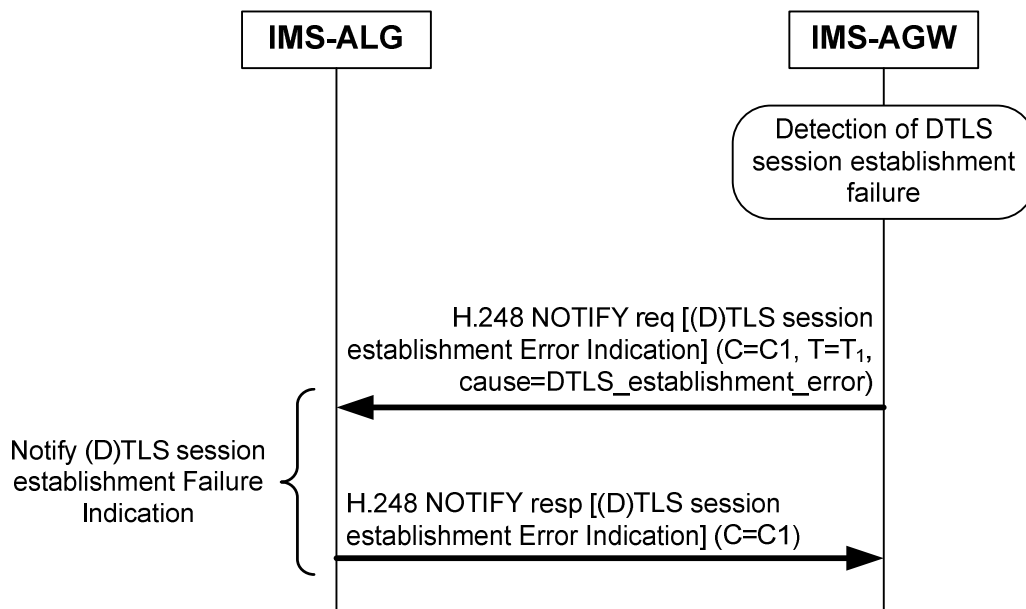 IMS-ALG
IMS-AGW
Detection of DTLS
session establishment
failure
H.248 NOTIFY req [(D)TLS session
establishment Error Indication] (C=C1, T=T₁,
cause=DTLS_establishment_error)
Notify (D)TLS session
establishment Failure
Indication
H.248 NOTIFY resp [(D)TLS session
establishment Error Indication] (C=C1)